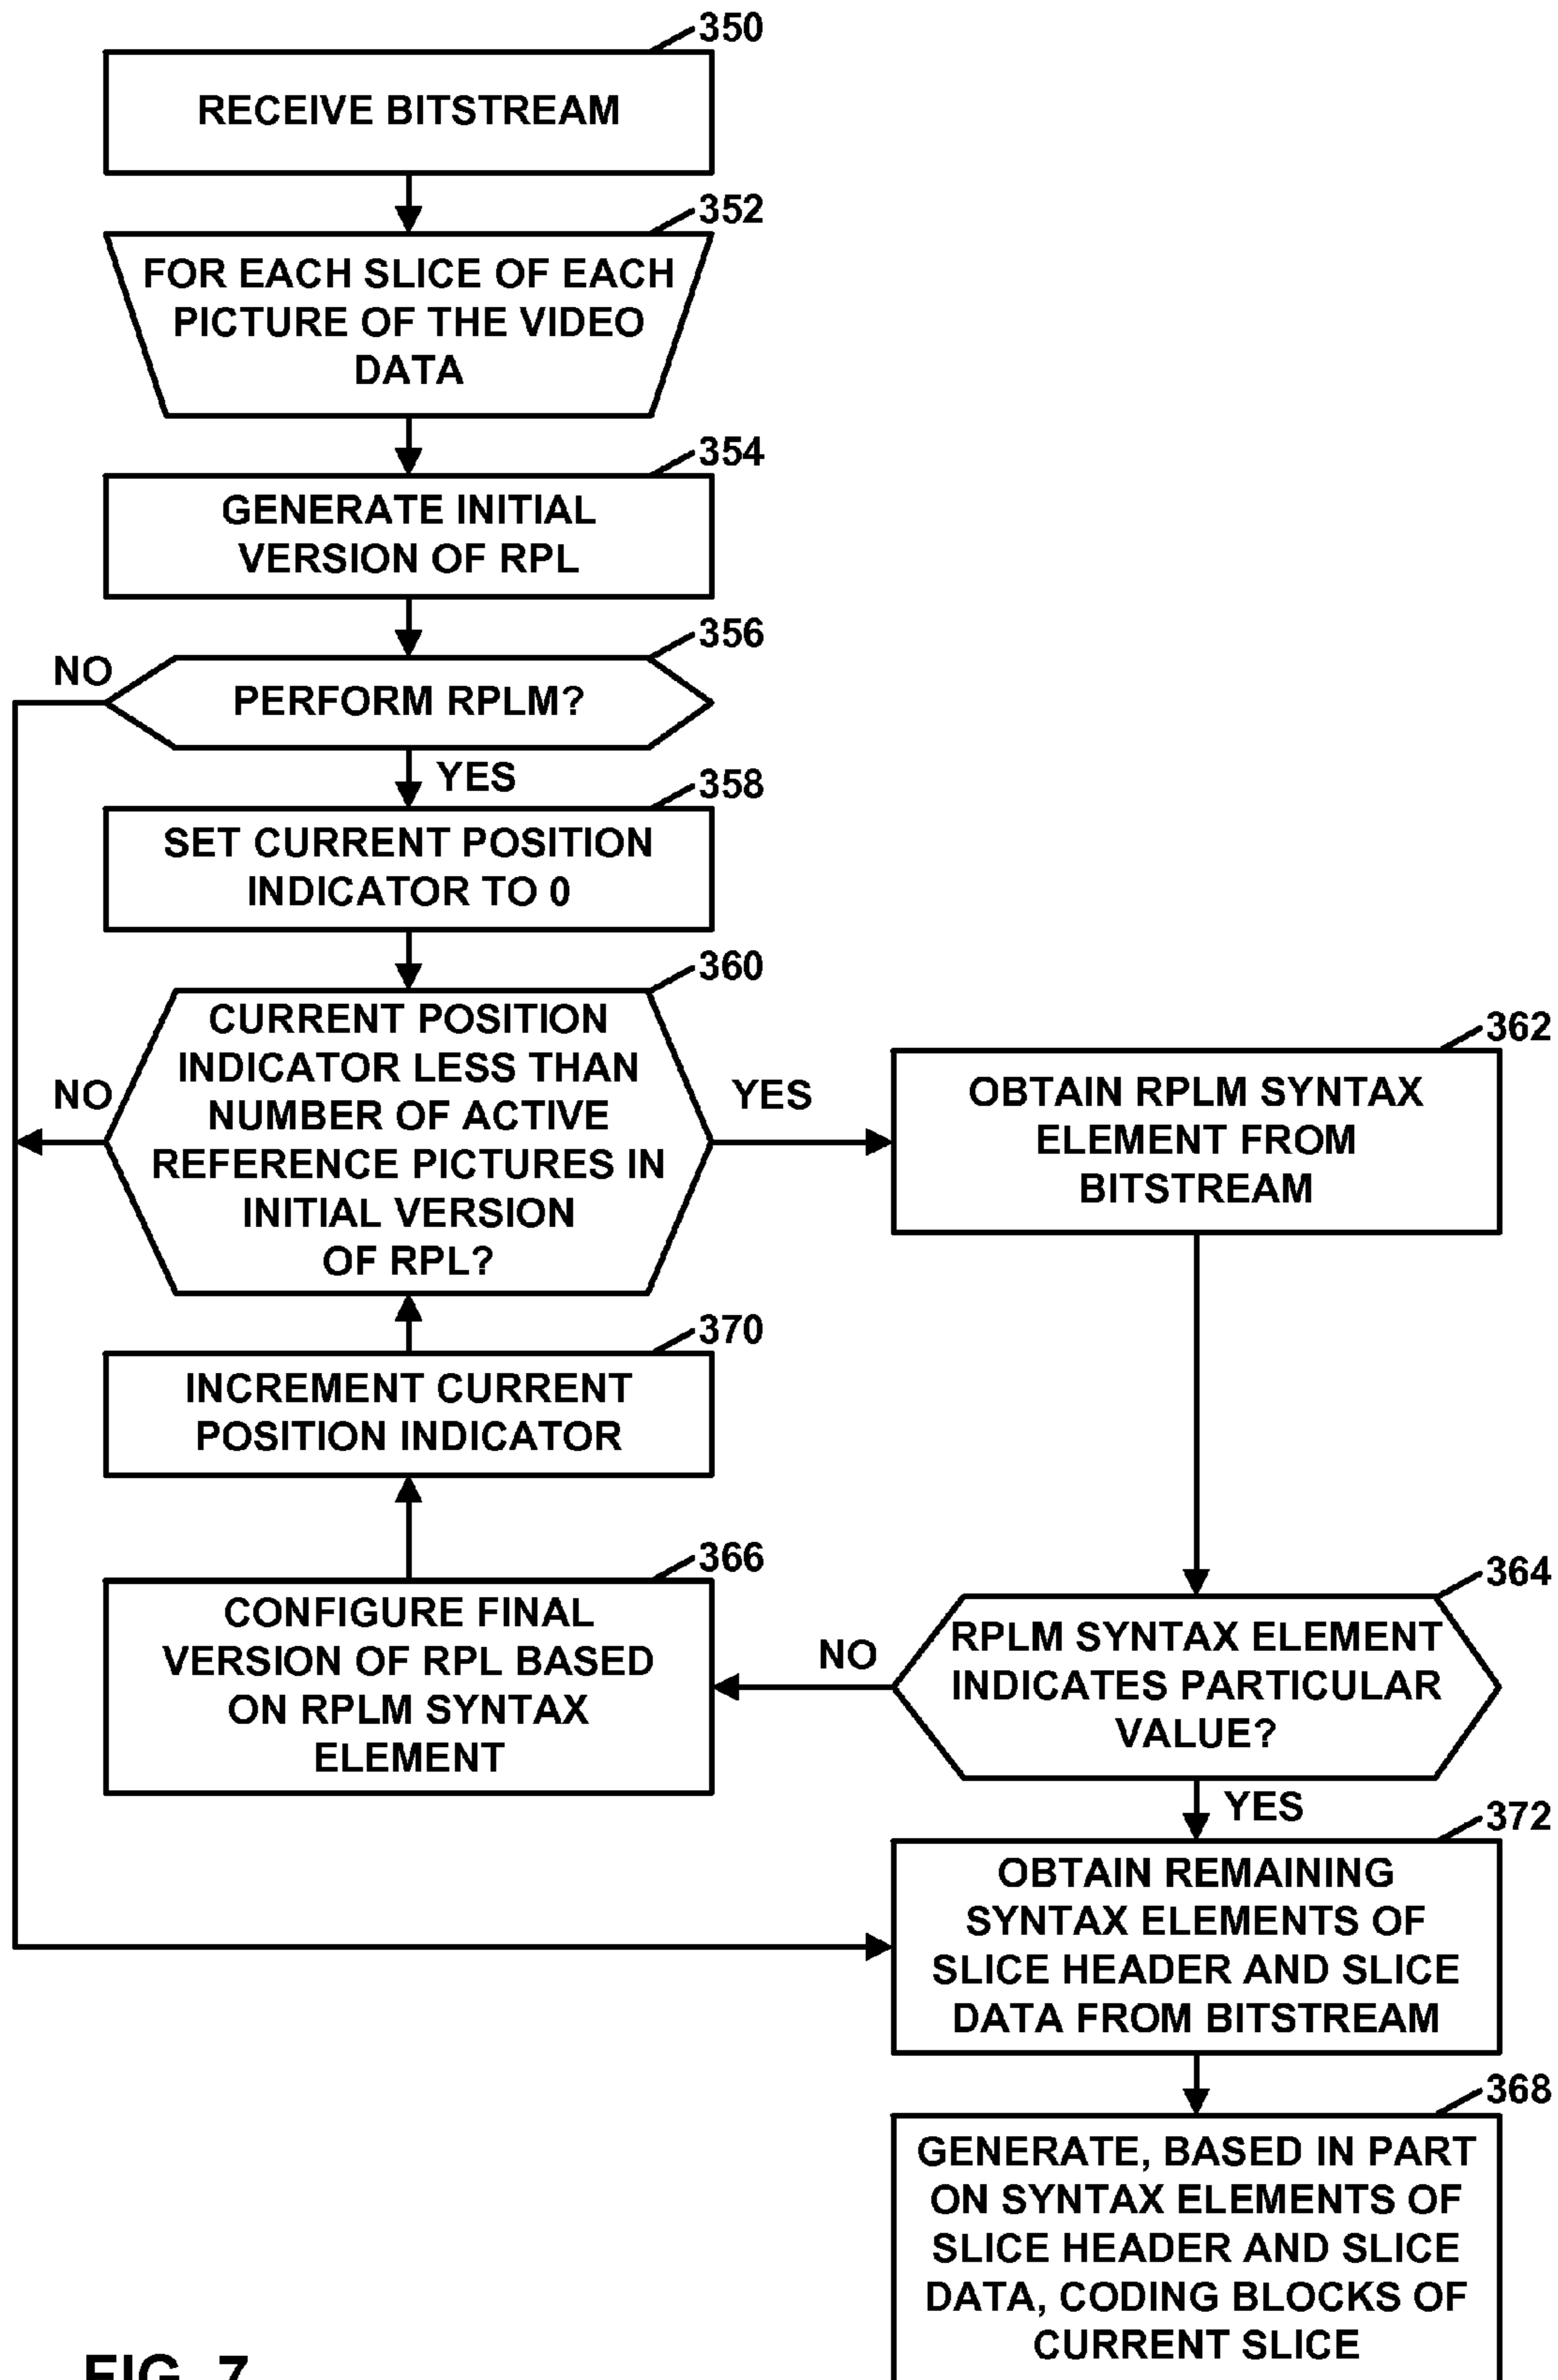 350
RECEIVE BITSTREAM
352
FOR EACH SLICE OF EACH
PICTURE OF THE VIDEO
DATA
354
GENERATE INITIAL
VERSION OF RPL
356
NO
PERFORM RPLM?
YES
358
SET CURRENT POSITION
INDICATOR TO 0
360
CURRENT POSITION
INDICATOR LESS THAN
NUMBER OF ACTIVE
REFERENCE PICTURES IN
INITIAL VERSION
OF RPL?
NO
YES
362
OBTAIN RPLM SYNTAX
ELEMENT FROM
BITSTREAM
370
INCREMENT CURRENT
POSITION INDICATOR
366
CONFIGURE FINAL
VERSION OF RPL BASED
ON RPLM SYNTAX
ELEMENT
NO
364
RPLM SYNTAX ELEMENT
INDICATES PARTICULAR
VALUE?
YES
372
OBTAIN REMAINING
SYNTAX ELEMENTS OF
SLICE HEADER AND SLICE
DATA FROM BITSTREAM
368
GENERATE, BASED IN PART
ON SYNTAX ELEMENTS OF
SLICE HEADER AND SLICE
DATA, CODING BLOCKS OF
CURRENT SLICE
FIG. 7